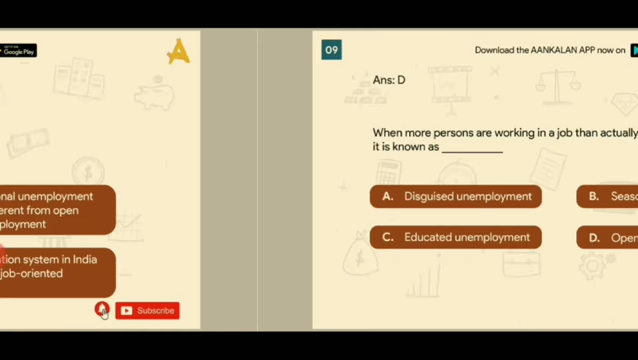 Google Play
A
onal unemployment
erent from open
ployment
tion system in India
job-oriented
Subscribe
09
Download the AANKALAN APP now on
Ans: D
When more persons are working in a job than actually
it is known as __________
A. Disguised unemployment
B. Seaso
C. Educated unemployment
D. Open